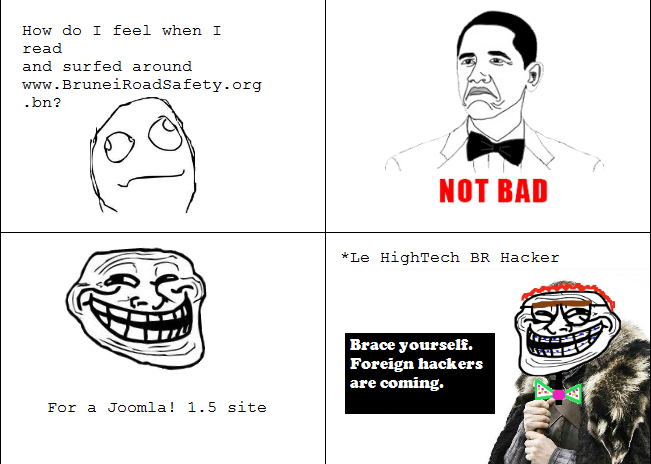 How do I feel when I
read
and surfed around
www.BruneiRoadSafety.org
.bn?
NOT BAD
For a Joomla! 1.5 site
*Le HighTech BR Hacker
Brace yourself.
Foreign hackers
are coming.